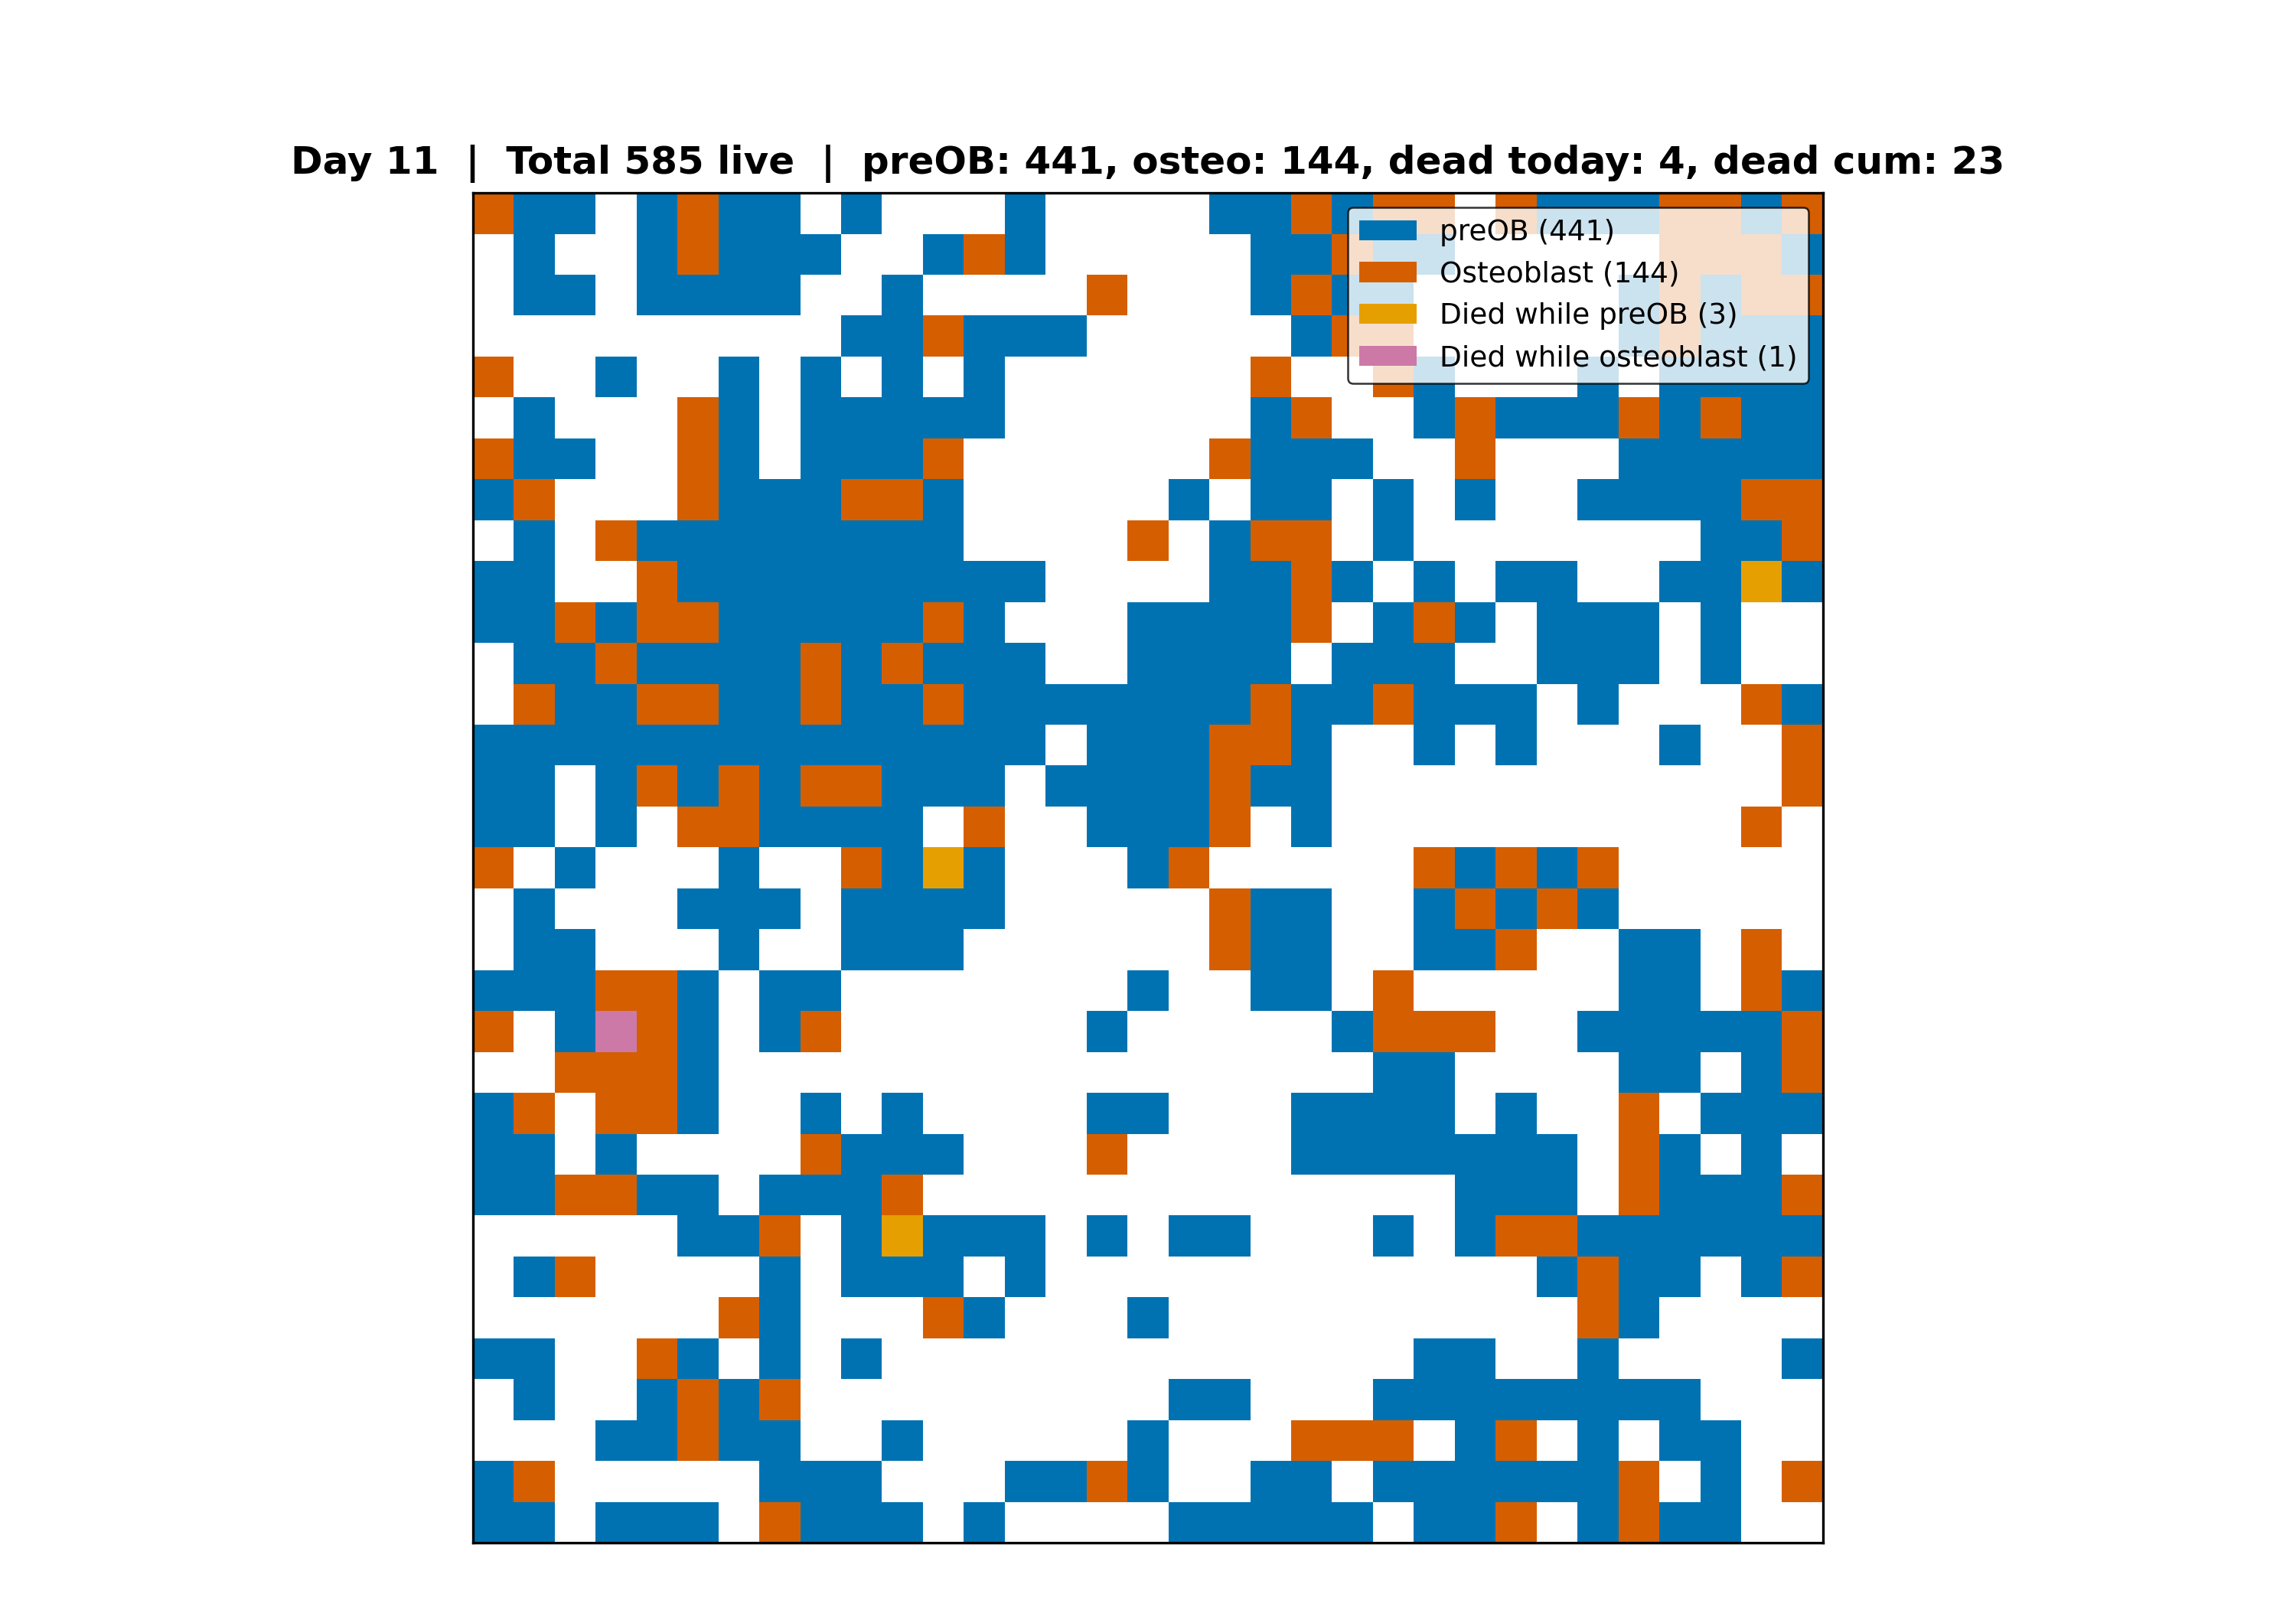 Day 11 | Total 585 live | preOB: 441, osteo: 144, dead today: 4, dead cum: 23
preOB (441)
Osteoblast (144)
Died while preOB (3)
Died while osteoblast (1)